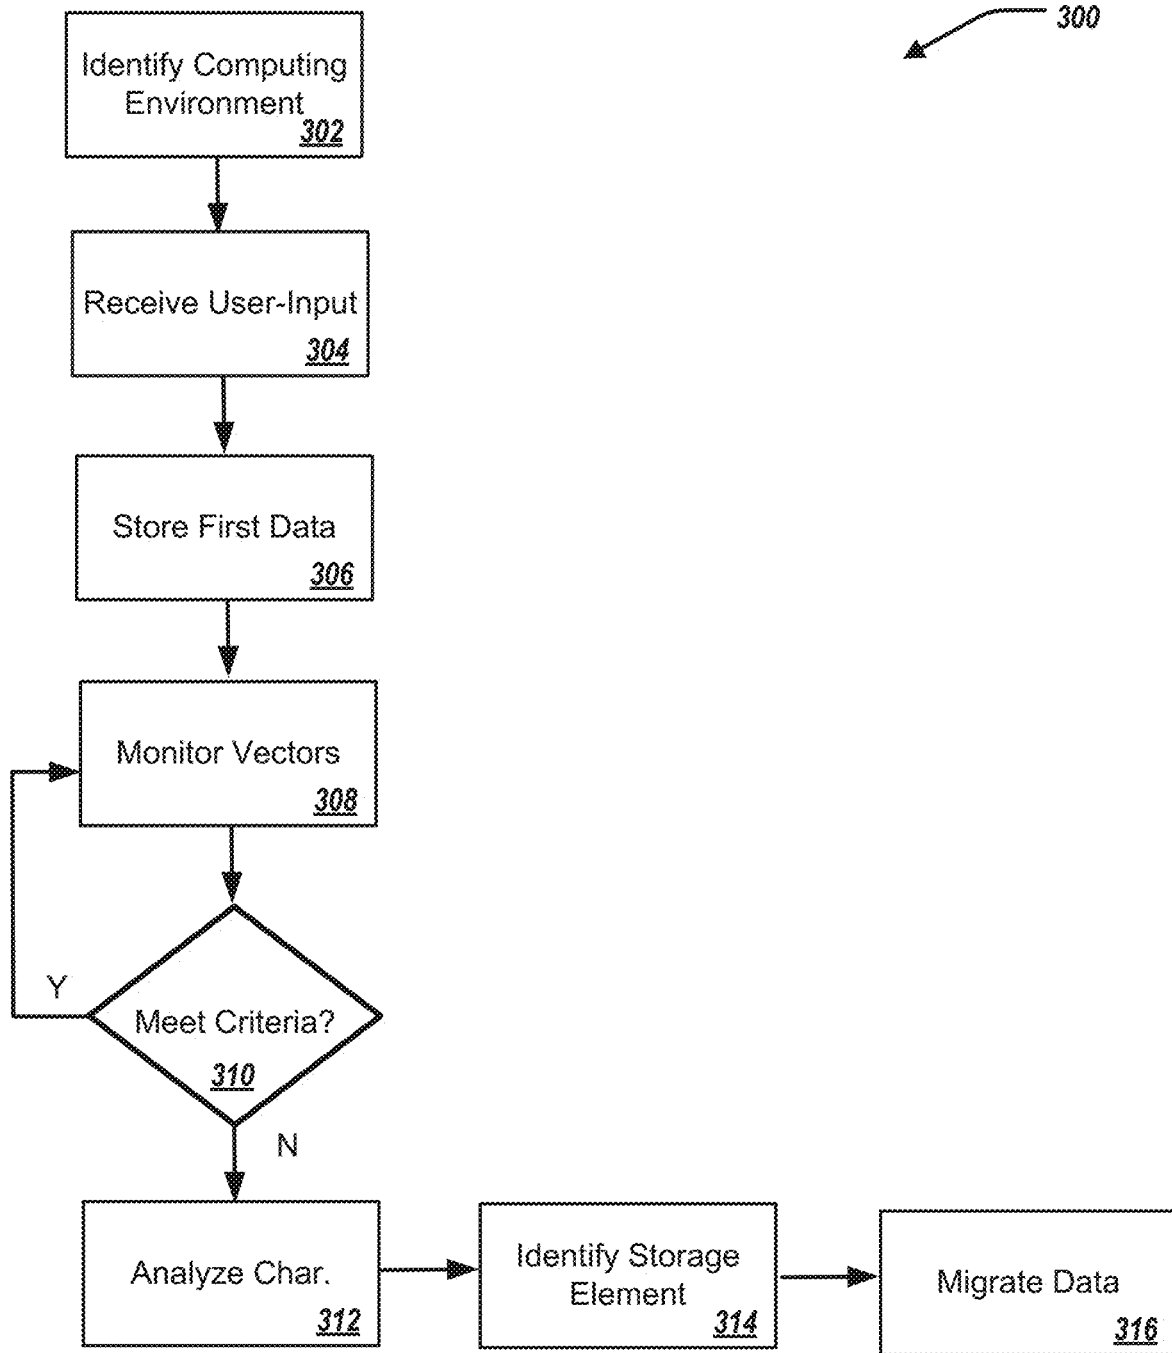 300
Identify Computing
Environment
302
Receive User-Input
304
Store First Data
306
Monitor Vectors
308
Y
Meet Criteria?
310
N
Analyze Char.
312
Identify Storage
Element
314
Migrate Data
316